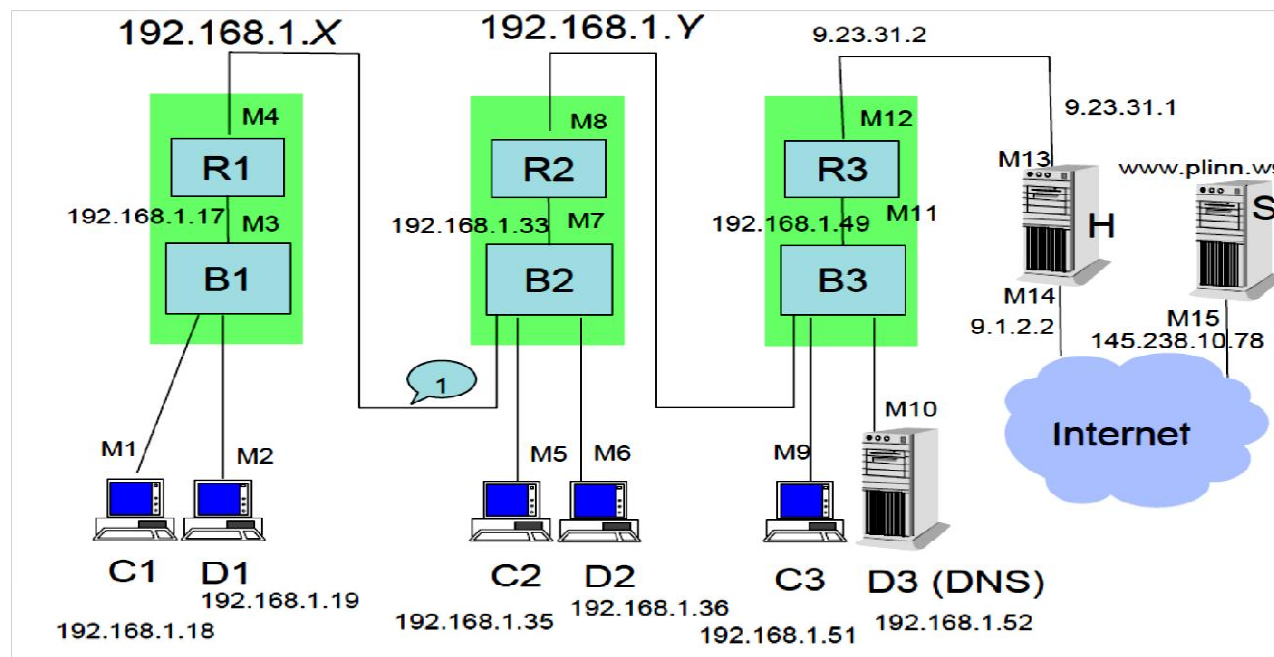 192.168.1.X
192.168.1.Y
9.23.31.2
9.23.31.1
M4
M8
M12
M13
www.plinn.ws
R1
R2
R3
S
192.168.1.17
M3
192.168.1.33
M7
192.168.1.49
M11
H
B1
B2
B3
M14
9.1.2.2
M15
145.238.10.78
1
Internet
M1
M2
M5
M6
M9
M10
C1
D1
C2
D2
C3
D3 (DNS)
192.168.1.18
192.168.1.19
192.168.1.35
192.168.1.36
192.168.1.51
192.168.1.52